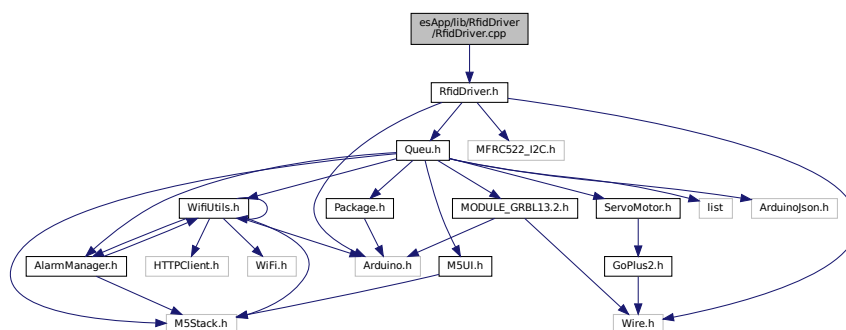 esApp/lib/RfidDriver
/RfidDriver.cpp
RfidDriver.h
Queu.h
MFRC522_I2C.h
WifiUtils.h
Package.h
MODULE_GRBL13.2.h
ServoMotor.h
list
ArduinoJson.h
AlarmManager.h
HTTPClient.h
WiFi.h
Arduino.h
M5UI.h
GoPlus2.h
M5Stack.h
Wire.h